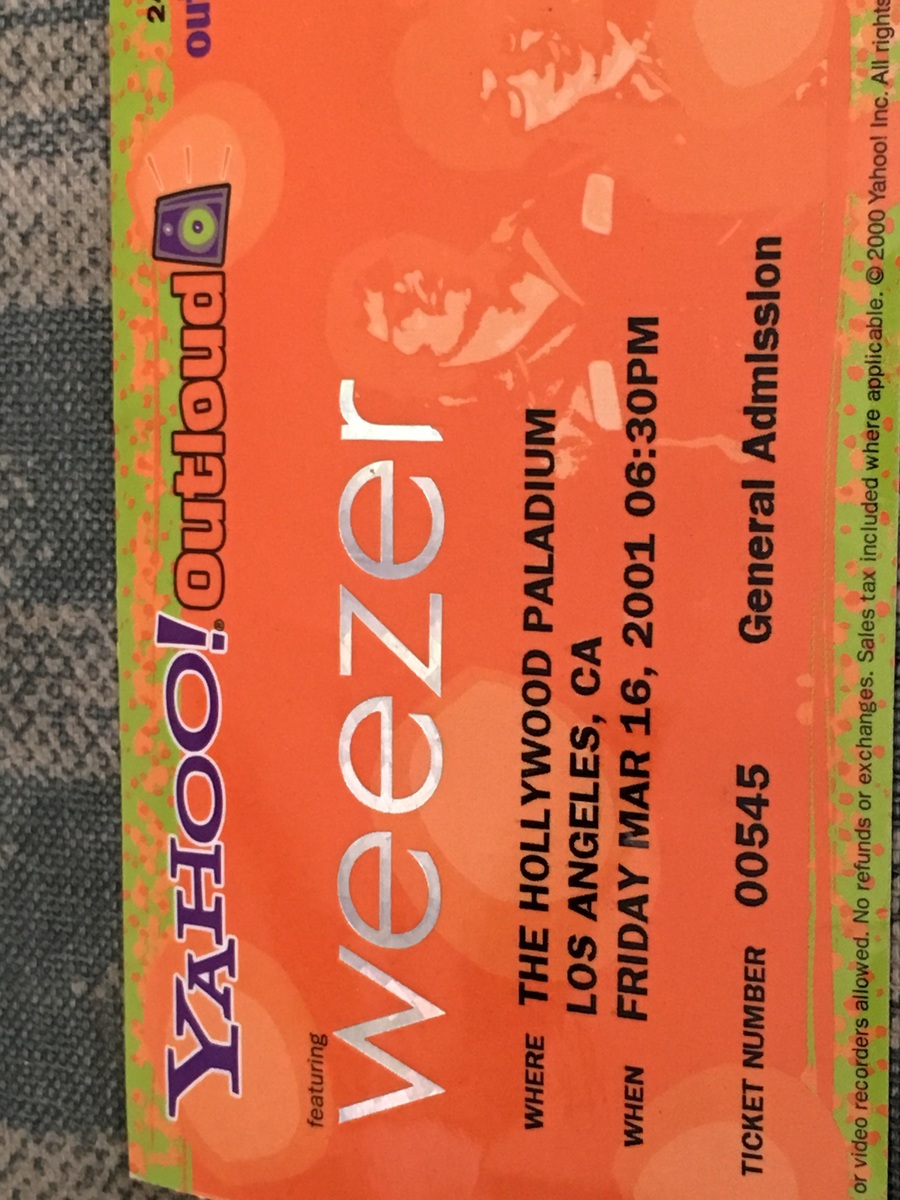 YAHOO! outloud
featuring
weezer
WHERE THE HOLLYWOOD PALADIUM
LOS ANGELES, CA
WHEN FRIDAY MAR 16, 2001 06:30PM
TICKET NUMBER 00545 General Admission
or video recorders allowed. No refunds or exchanges. Sales tax included where applicable. © 2000 Yahoo! Inc. All rights